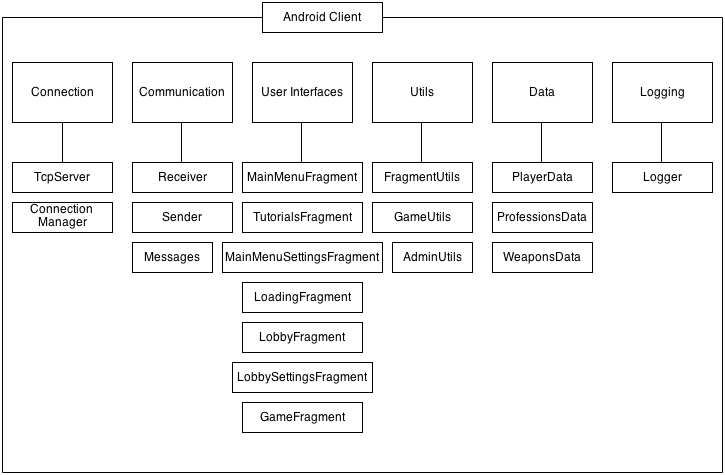 Android Client
Connection
Communication
User Interfaces
Utils
Data
Logging
TcpServer
Receiver
MainMenuFragment
FragmentUtils
PlayerData
Logger
Connection
Manager
Sender
TutorialsFragment
GameUtils
ProfessionsData
Messages
MainMenuSettingsFragment
AdminUtils
WeaponsData
LoadingFragment
LobbyFragment
LobbySettingsFragment
GameFragment